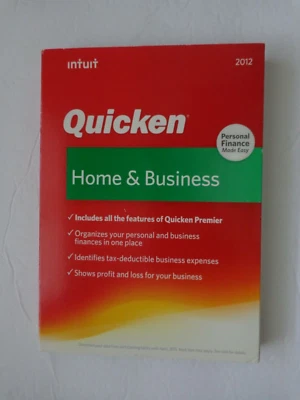 intuit 2012
Quicken®
Personal
Finance
Made Easy
Home & Business
✓Includes all the features of Quicken Premier
✓Organizes your personal and business
finances in one place
✓Identifies tax-deductible business expenses
✓Shows profit and loss for your business